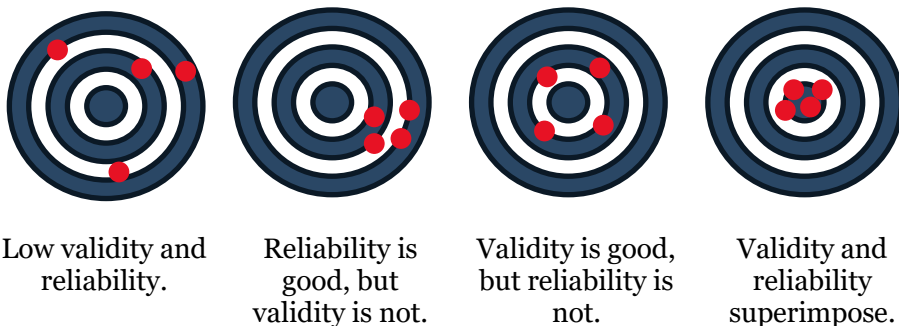 Low validity and
reliability.
Reliability is
good, but
validity is not.
Validity is good,
but reliability is
not.
Validity and
reliability
superimpose.